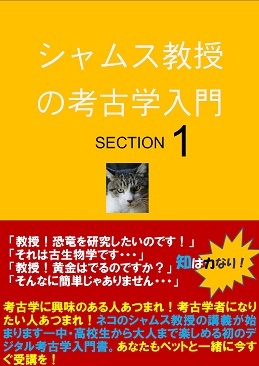 シャムス教授
の考古学入門
SECTION 1
「教授！恐竜を研究したいのです！」
「それは古生物学です・・・」
「教授！黄金はでるのですか？」
「そんなに簡単じゃありません・・・」
知は力なり！
考古学に興味のある人あつまれ！考古学者になり
たい人あつまれ！ネコのシャムス教授の講義が始
まります―中・高校生から大人まで楽しめる初のデ
ジタル考古学入門書。あなたもペットと一緒に今す
ぐ受講を！